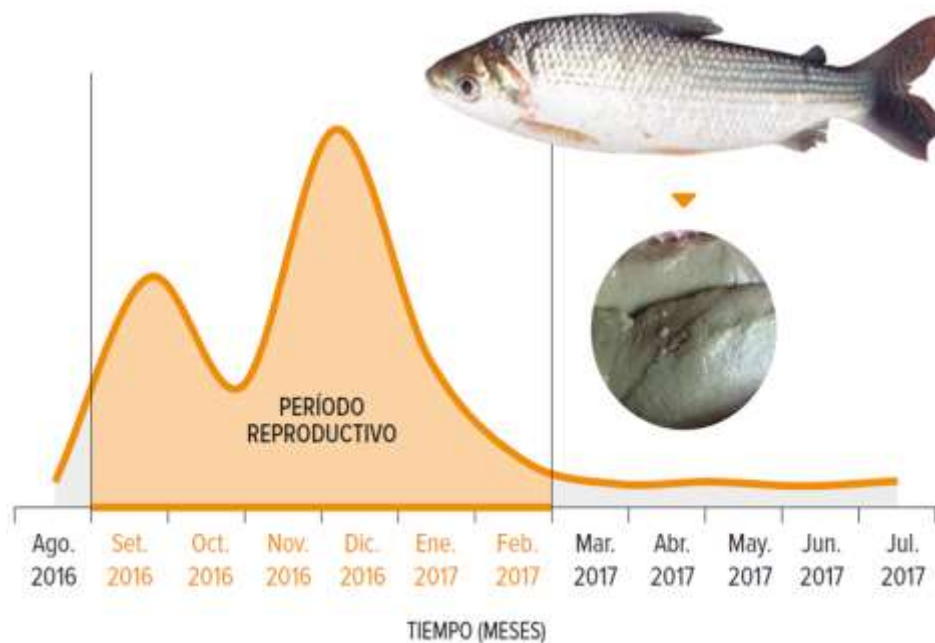 PERÍODO
REPRODUCTIVO
Ago. Set. Oct. Nov. Dic. Ene. Feb. Mar. Abr. May. Jun. Jul.
2016 2016 2016 2016 2016 2017 2017 2017 2017 2017 2017 2017
TIEMPO (MESES)